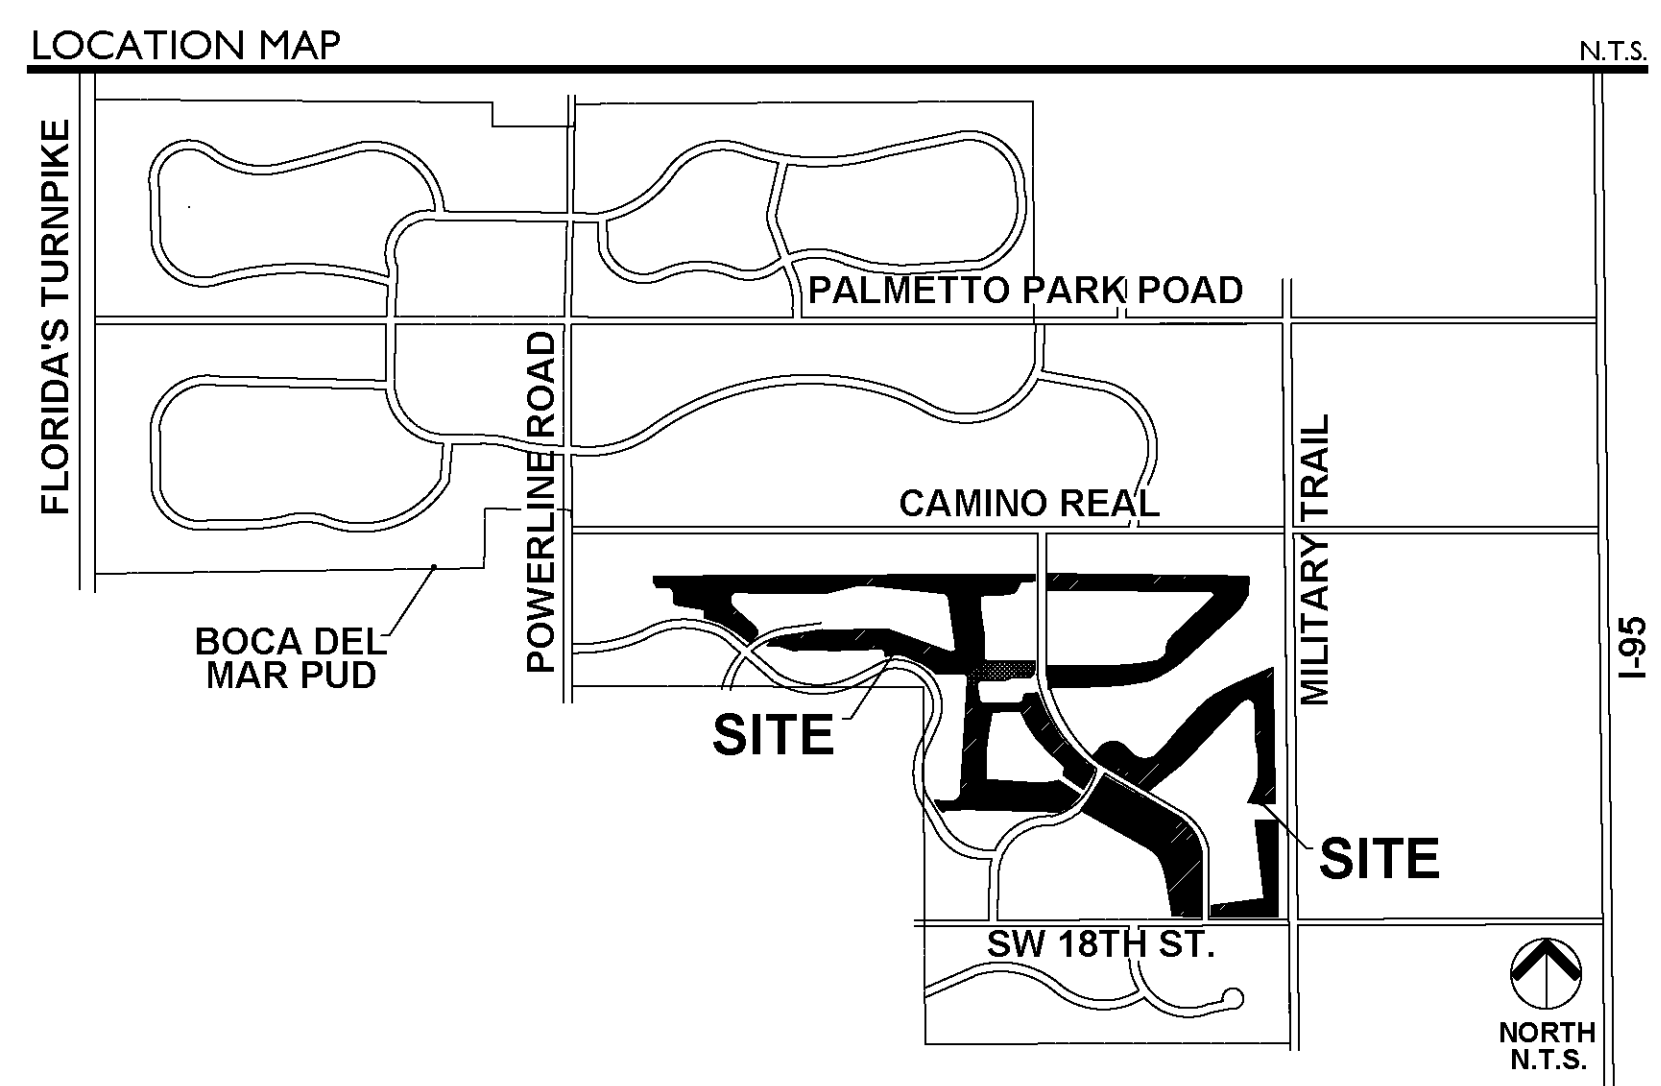 LOCATION MAP
N.T.S.
FLORIDA'S TURNPIKE
PALMETTO PARK POAD
POWERLINE ROAD
CAMINO REAL
MILITARY TRAIL
BOCA DEL
MAR PUD
I-95
SITE
SITE
SW 18TH ST.
NORTH
N.T.S.